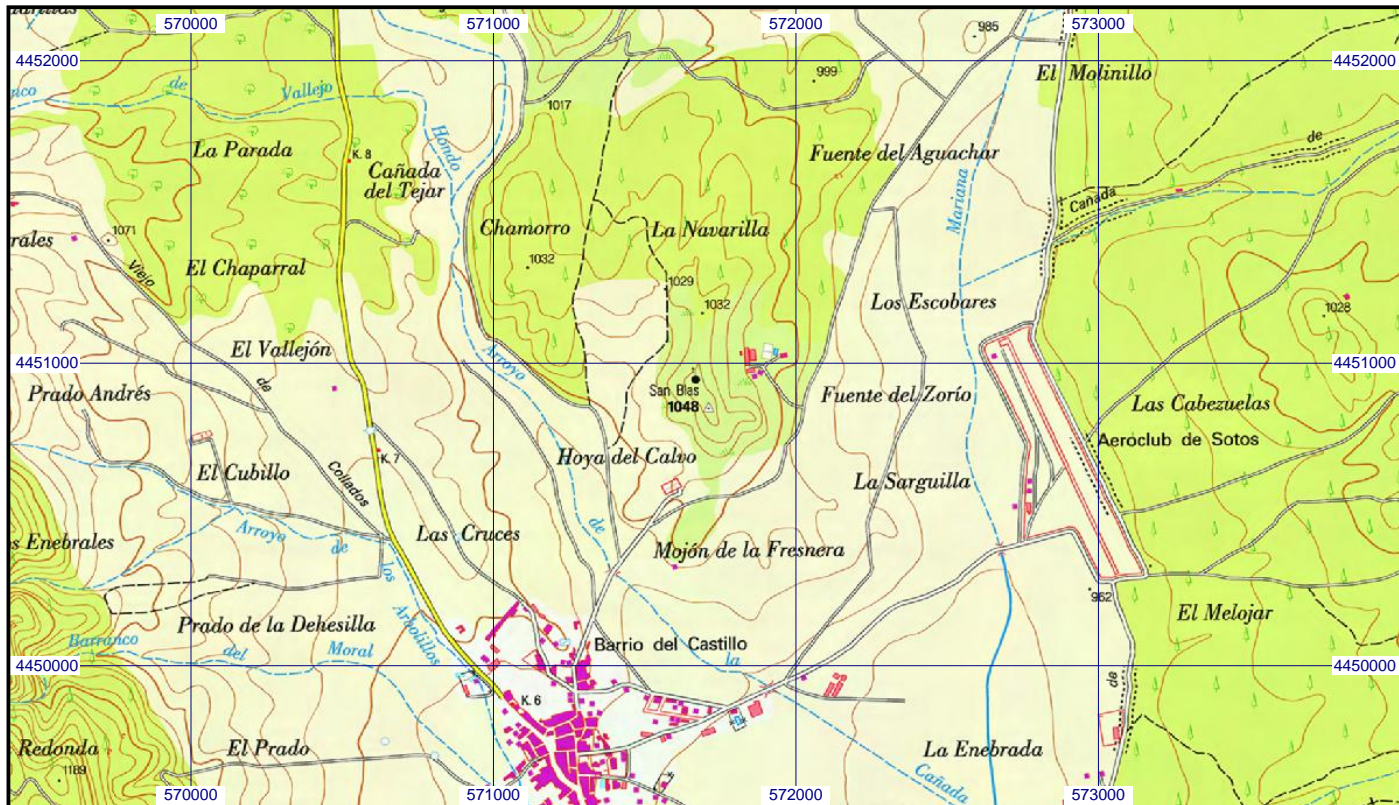 570000
571000
572000
573000
985
4452000
4452000
El Molinillo
999
de
Vallejo
1017
Hondo
La Parada
K. 8
Cañada
del Tejar
Fuente del Aguachar
de
Mariana
Cañada
Chamorro
La Navarilla
1071
Viejo
El Chaparral
1032
1029
1032
Los Escobares
1028
El Vallejón
Arroyo
4451000
4451000
de
San Blas
1048
Prado Andrés
Fuente del Zorío
Las Cabezuelas
Aeroclub de Sotos
K. 7
Hoya del Calvo
El Cubillo
Collados
La Sarguilla
Arroyo
de
los
Arbolillos
Las Cruces
de
Mojón de la Fresnera
Enebrales
962
El Melojar
Prado de la Dehesilla
Barranco
del
Moral
Barrio del Castillo
la
4450000
4450000
de
K. 6
Redonda
El Prado
La Enebrada
1189
Cañada
570000
571000
572000
573000